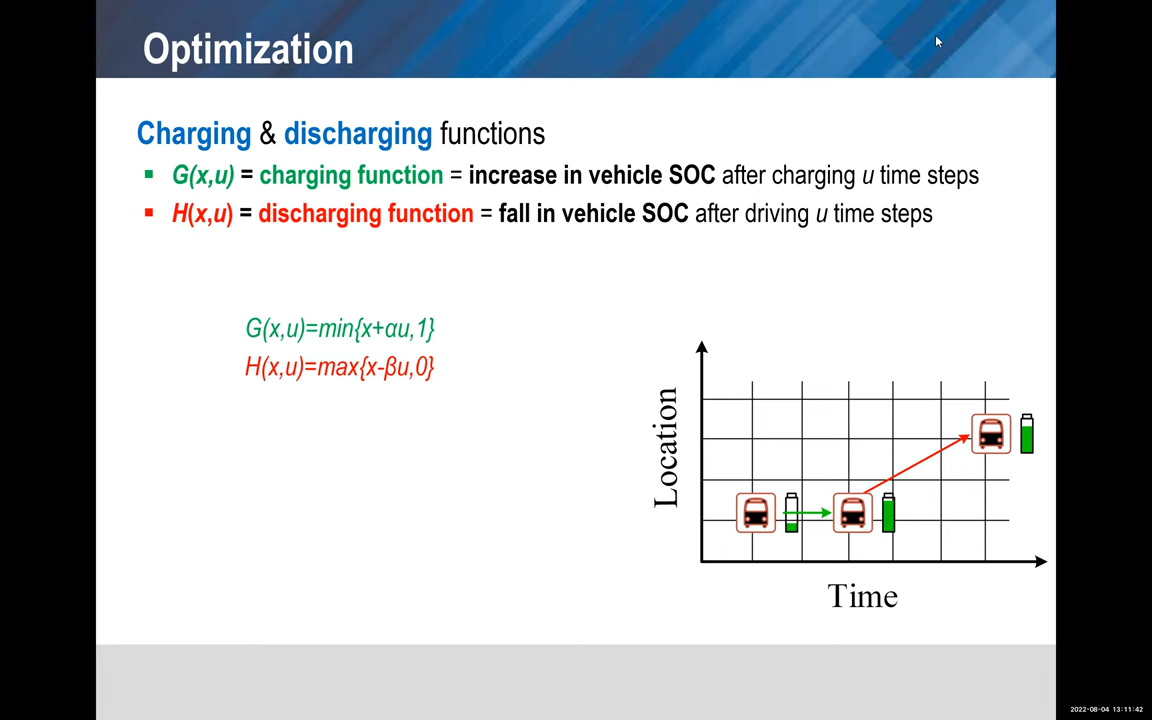 Optimization
Charging & discharging functions
▪ G(x,u) = charging function = increase in vehicle SOC after charging u time steps
▪ H(x,u) = discharging function = fall in vehicle SOC after driving u time steps
G(x,u)=min{x+αu,1}
H(x,u)=max{x-βu,0}
Location
Time
2022-08-04 13:11:42